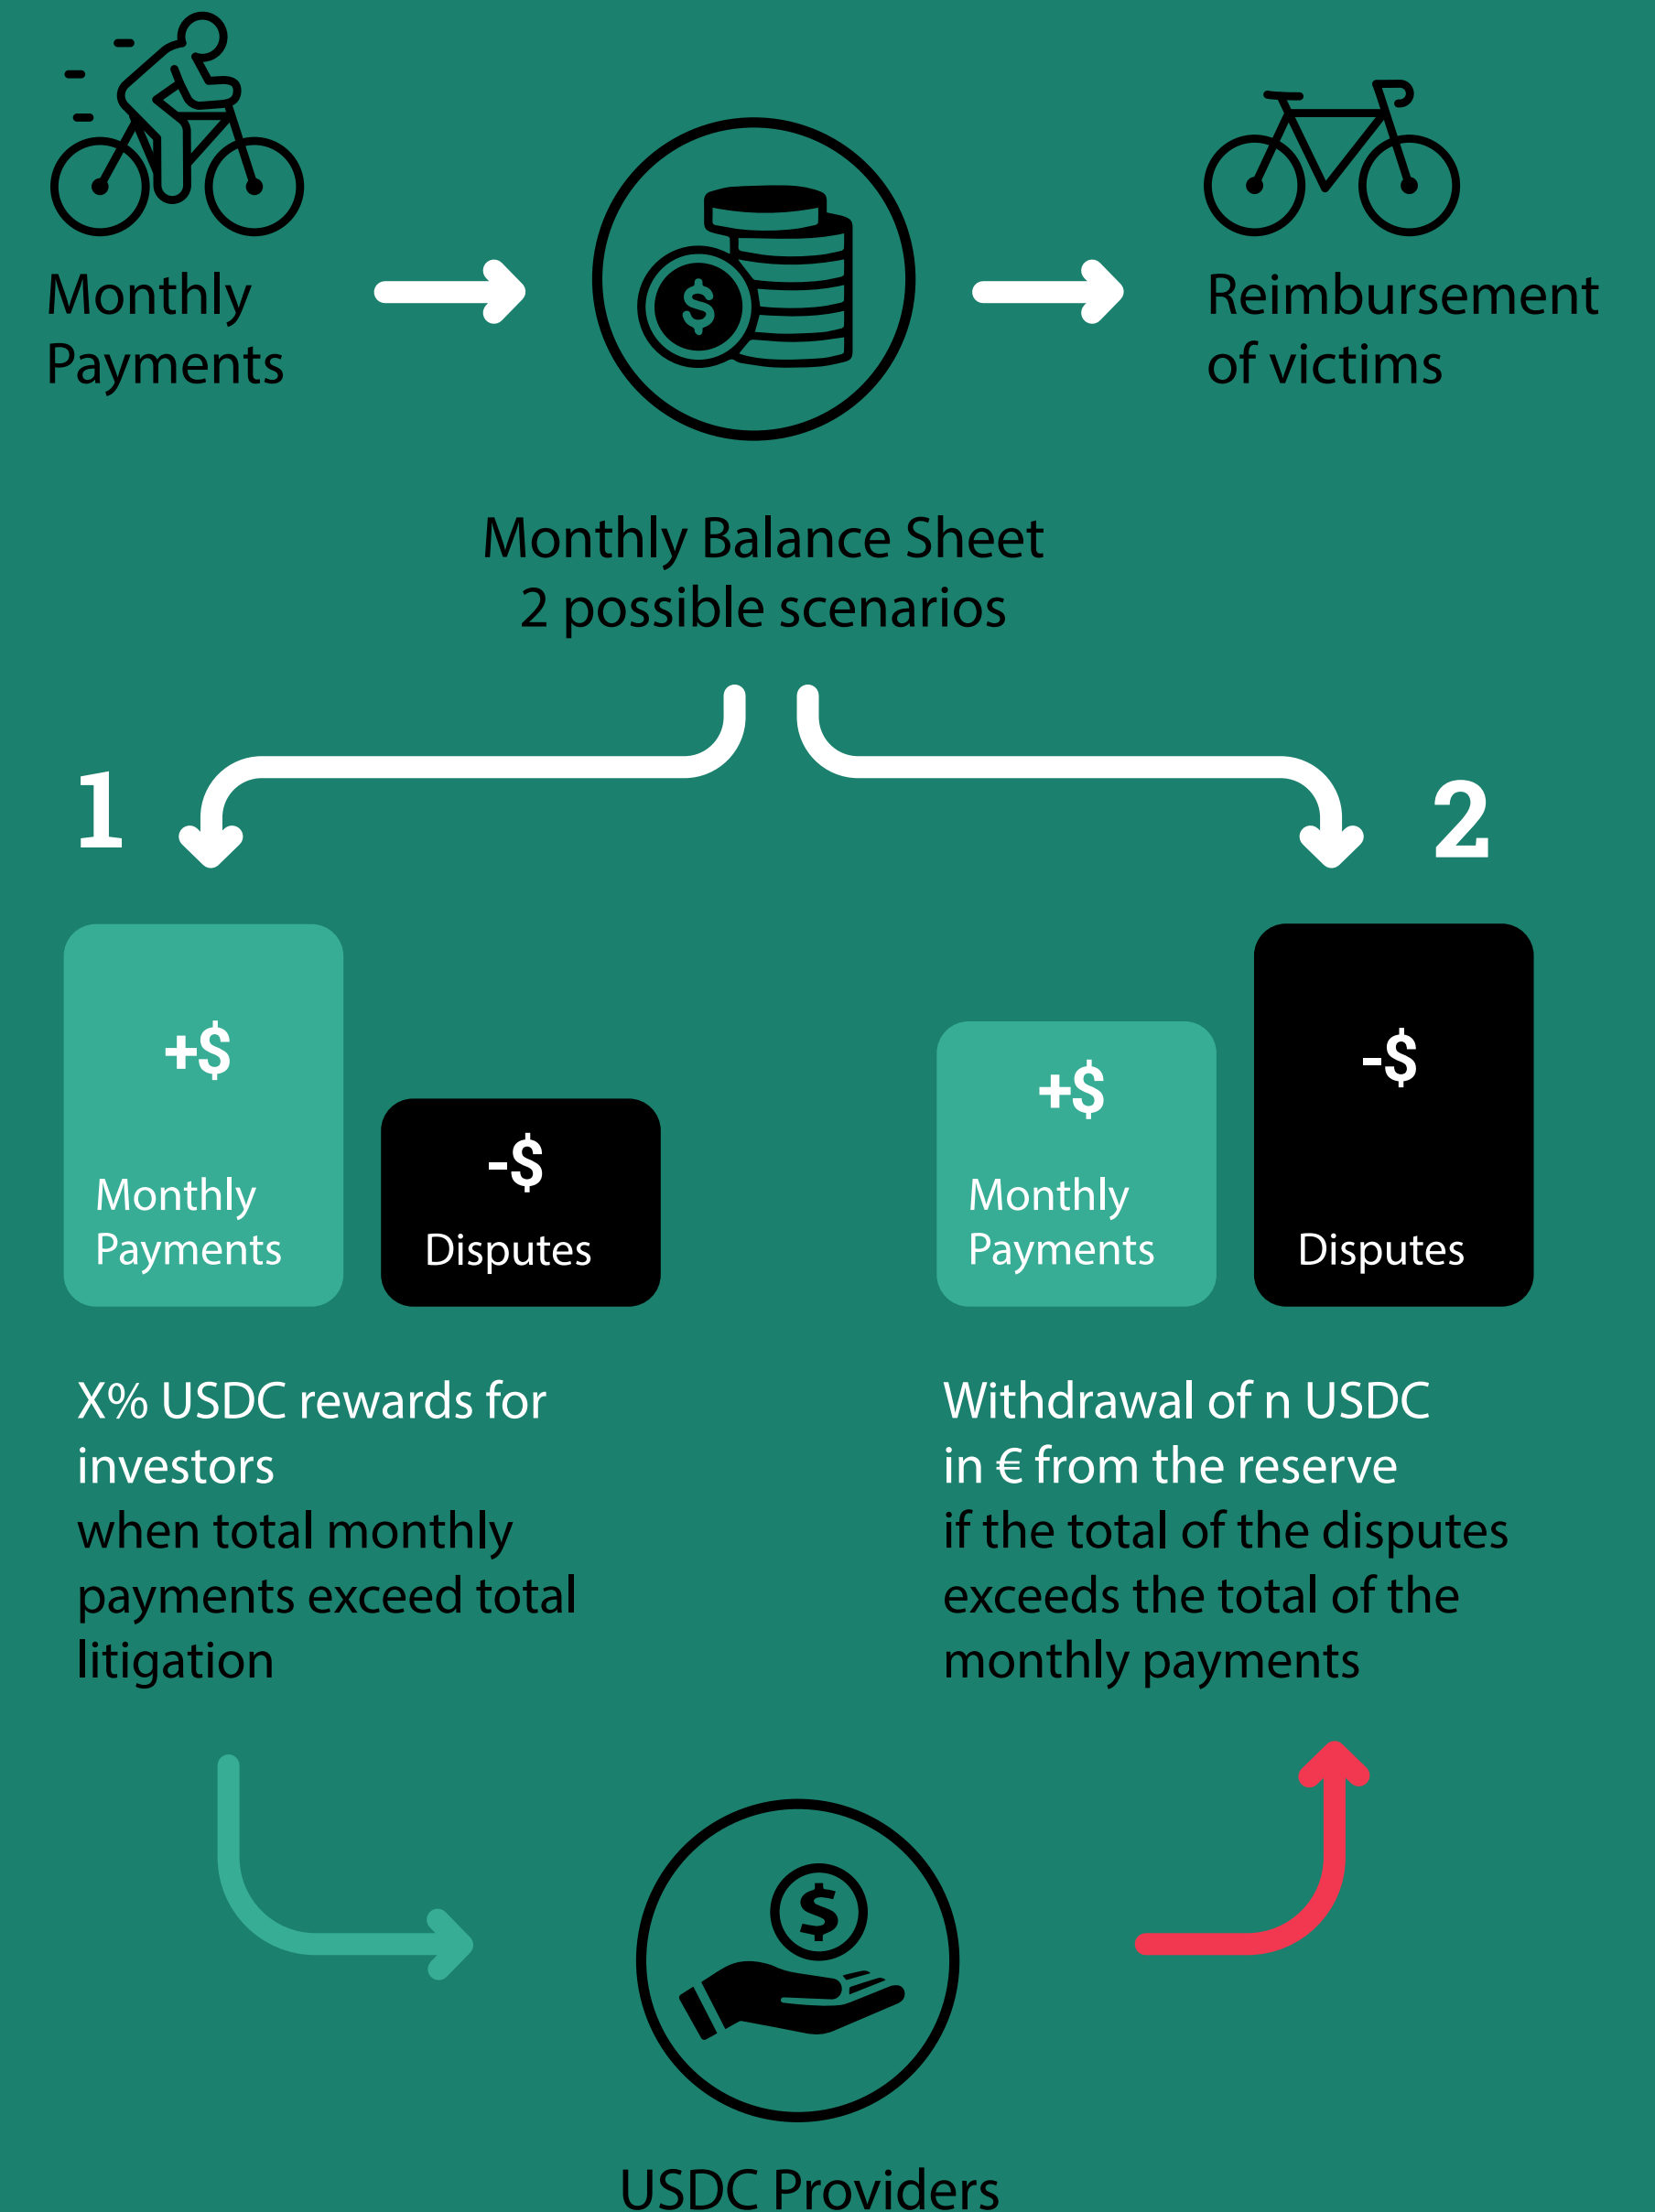 Monthly
Payments
Reimbursement
of victims
$
Monthly Balance Sheet
2 possible scenarios
1
2
+$
Monthly
Payments
-$
Disputes
+$
Monthly
Payments
-$
Disputes
X% USDC rewards for
investors
when total monthly
payments exceed total
litigation
Withdrawal of n USDC
in € from the reserve
if the total of the disputes
exceeds the total of the
monthly payments
$
USDC Providers